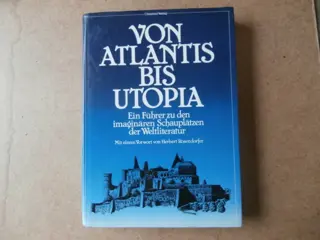 VON
ATLANTIS
BIS
UTOPIA
Ein Führer zu den
imaginären Schauplätzen
der Weltliteratur
Mit einem Vorwort von Herbert Rosendorfer